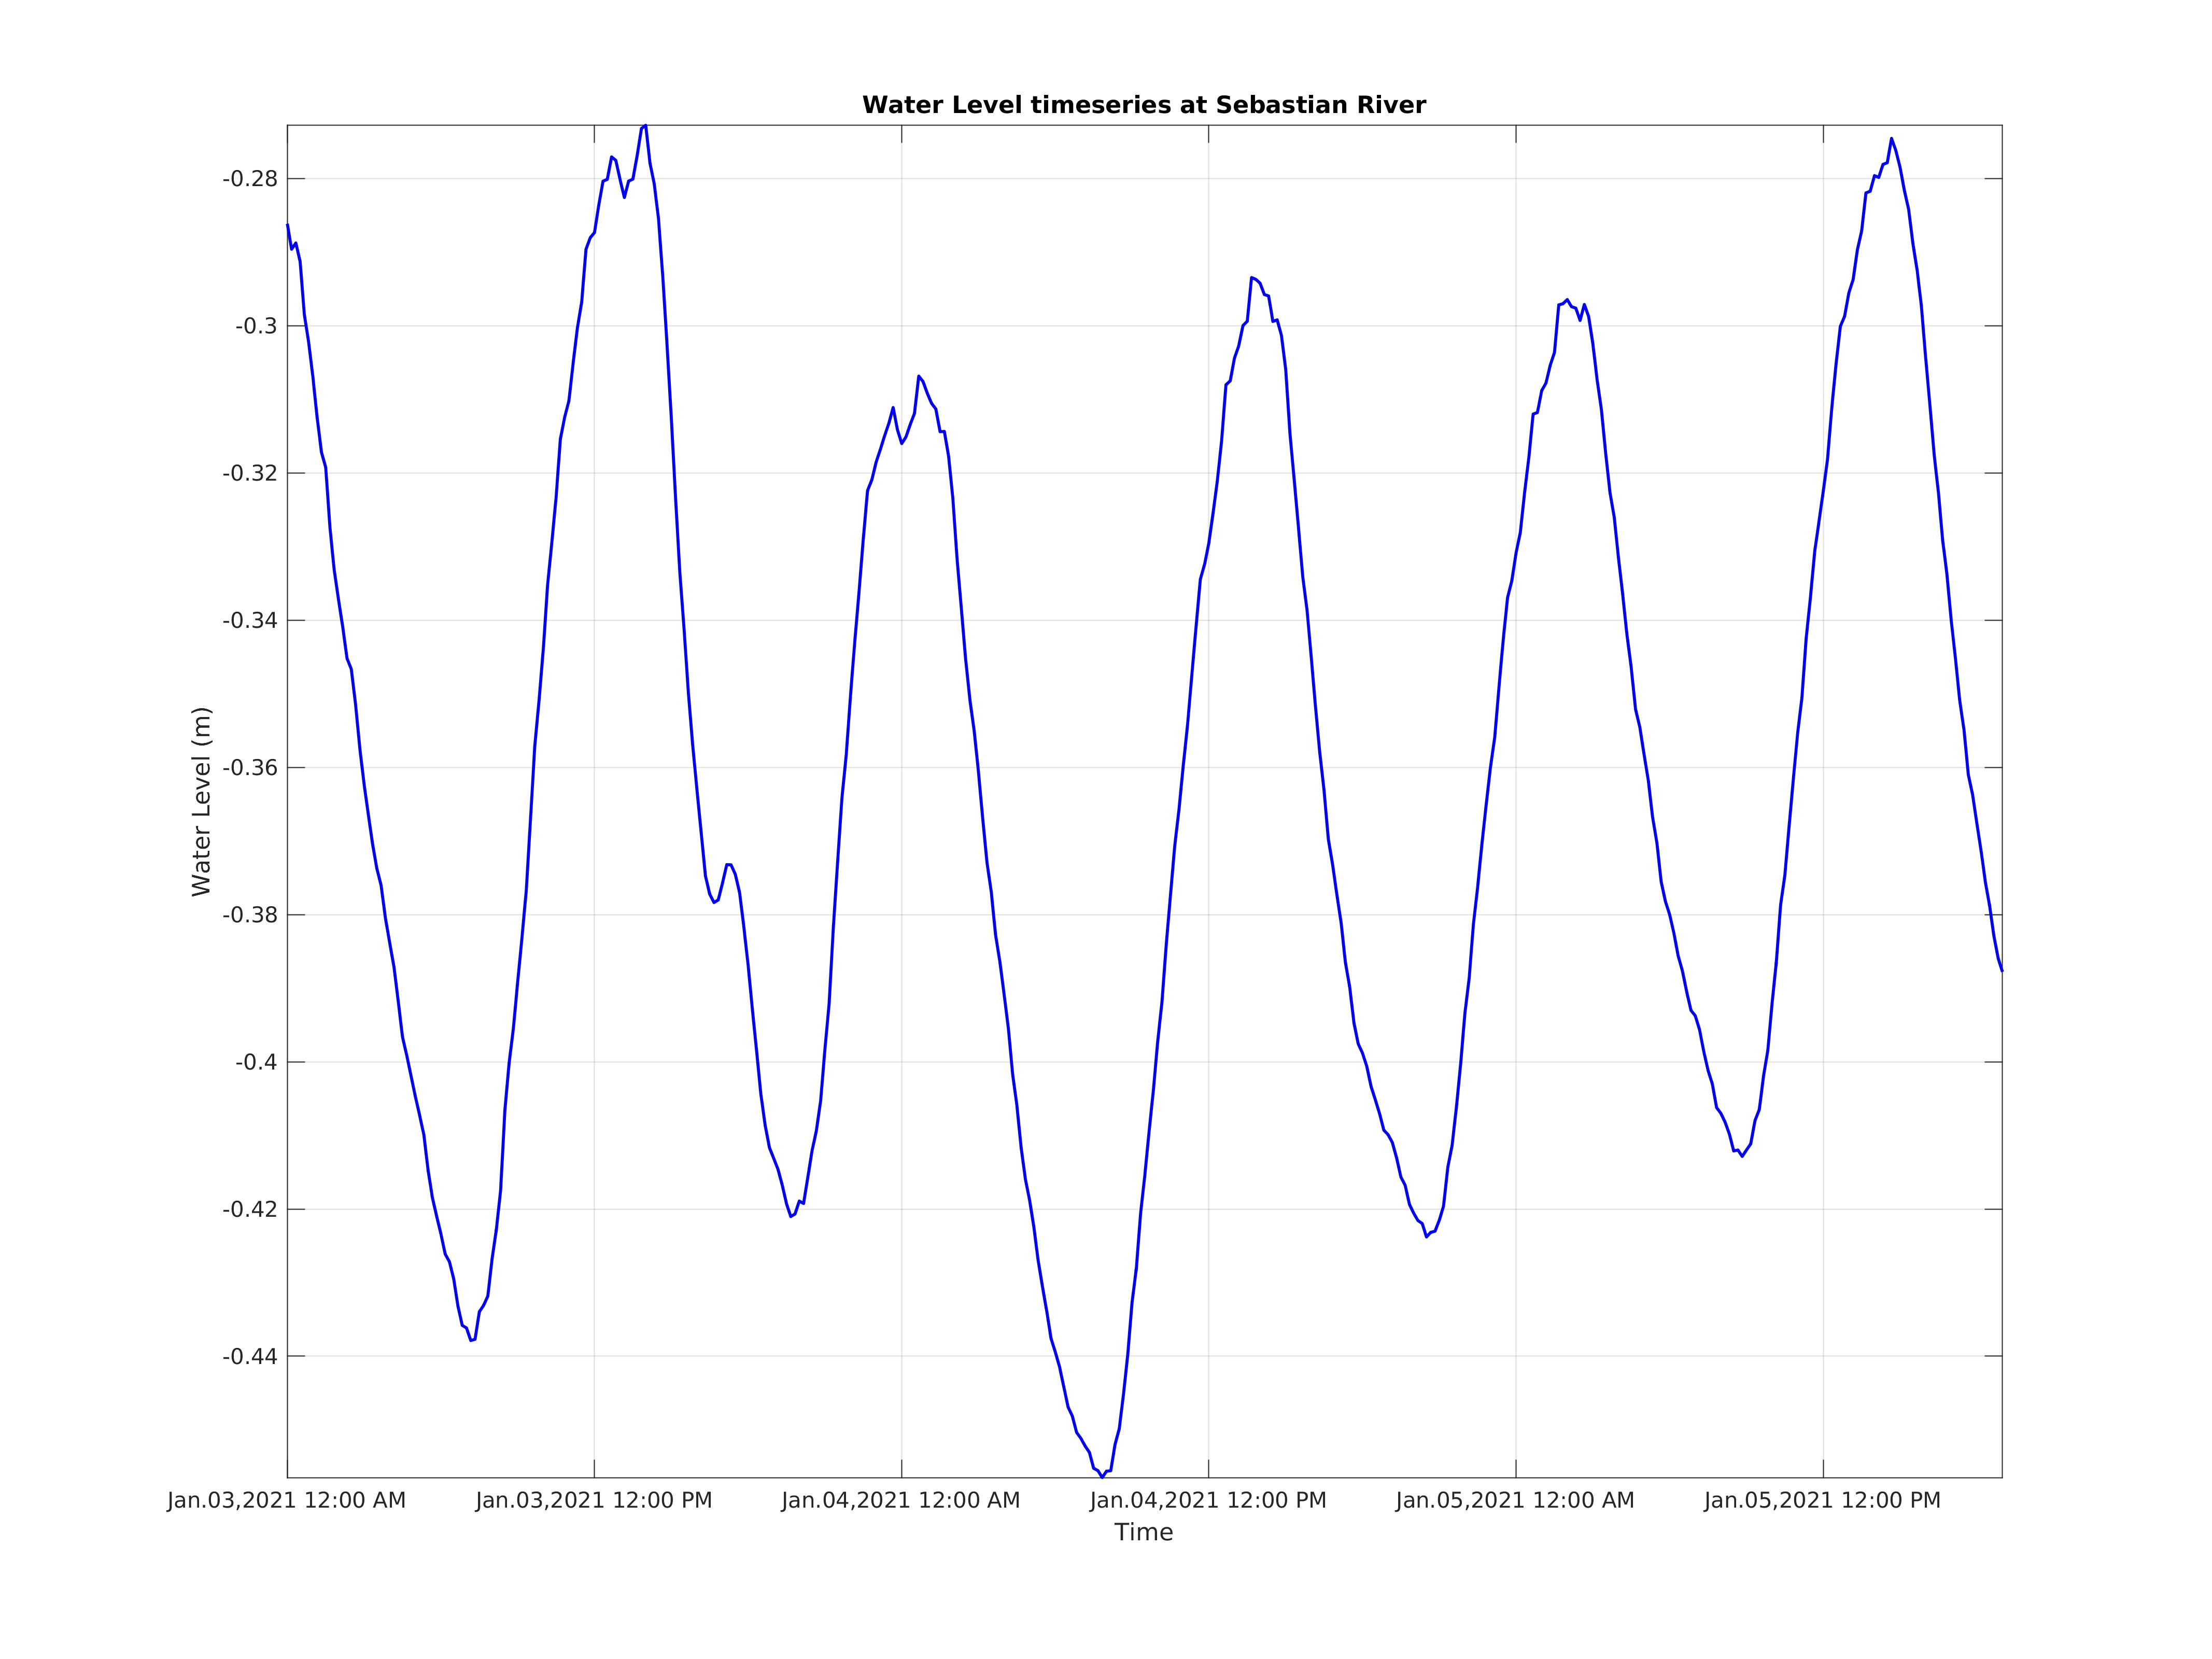 Water Level timeseries at Sebastian River
-0.28
-0.3
-0.32
-0.34
-0.36
-0.38
-0.4
-0.42
-0.44
Water Level (m)
Jan.03,2021 12:00 AM
Jan.03,2021 12:00 PM
Jan.04,2021 12:00 AM
Jan.04,2021 12:00 PM
Jan.05,2021 12:00 AM
Jan.05,2021 12:00 PM
Time